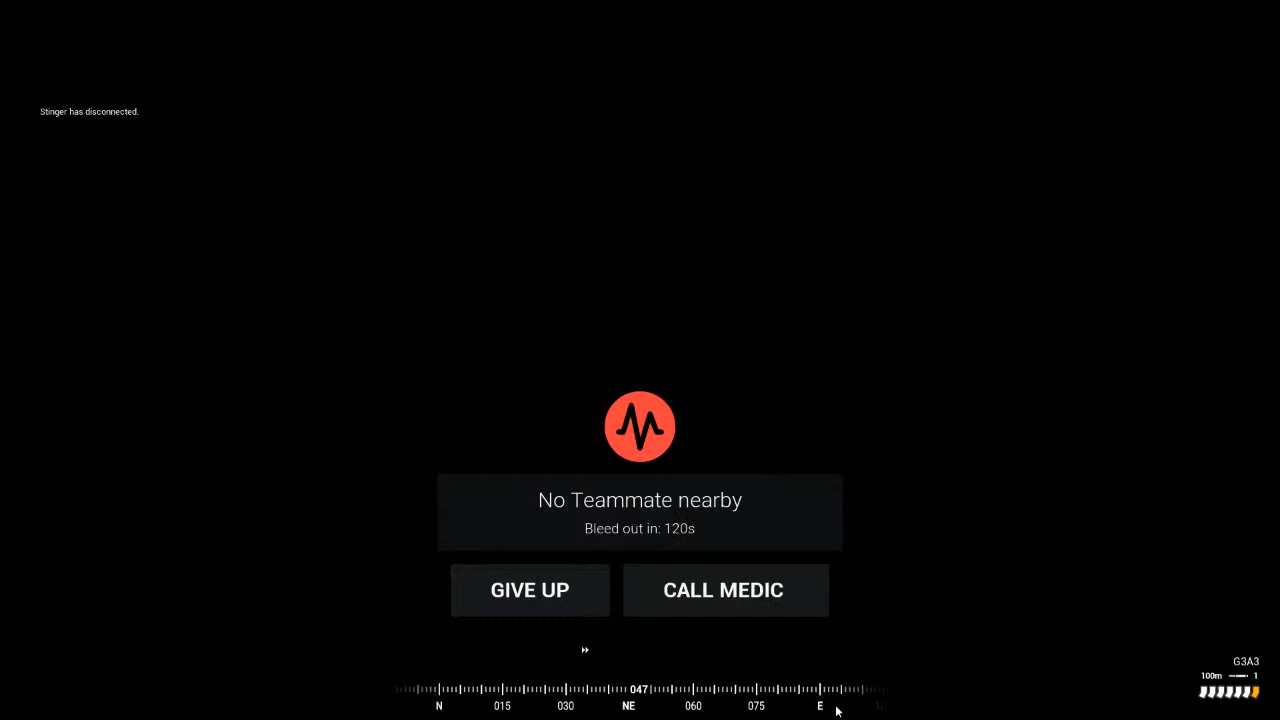 Stinger has disconnected.
No Teammate nearby
Bleed out in: 120s
GIVE UP CALL MEDIC
G3A3
100m 1
047
N 015 030 NE 060 075 E